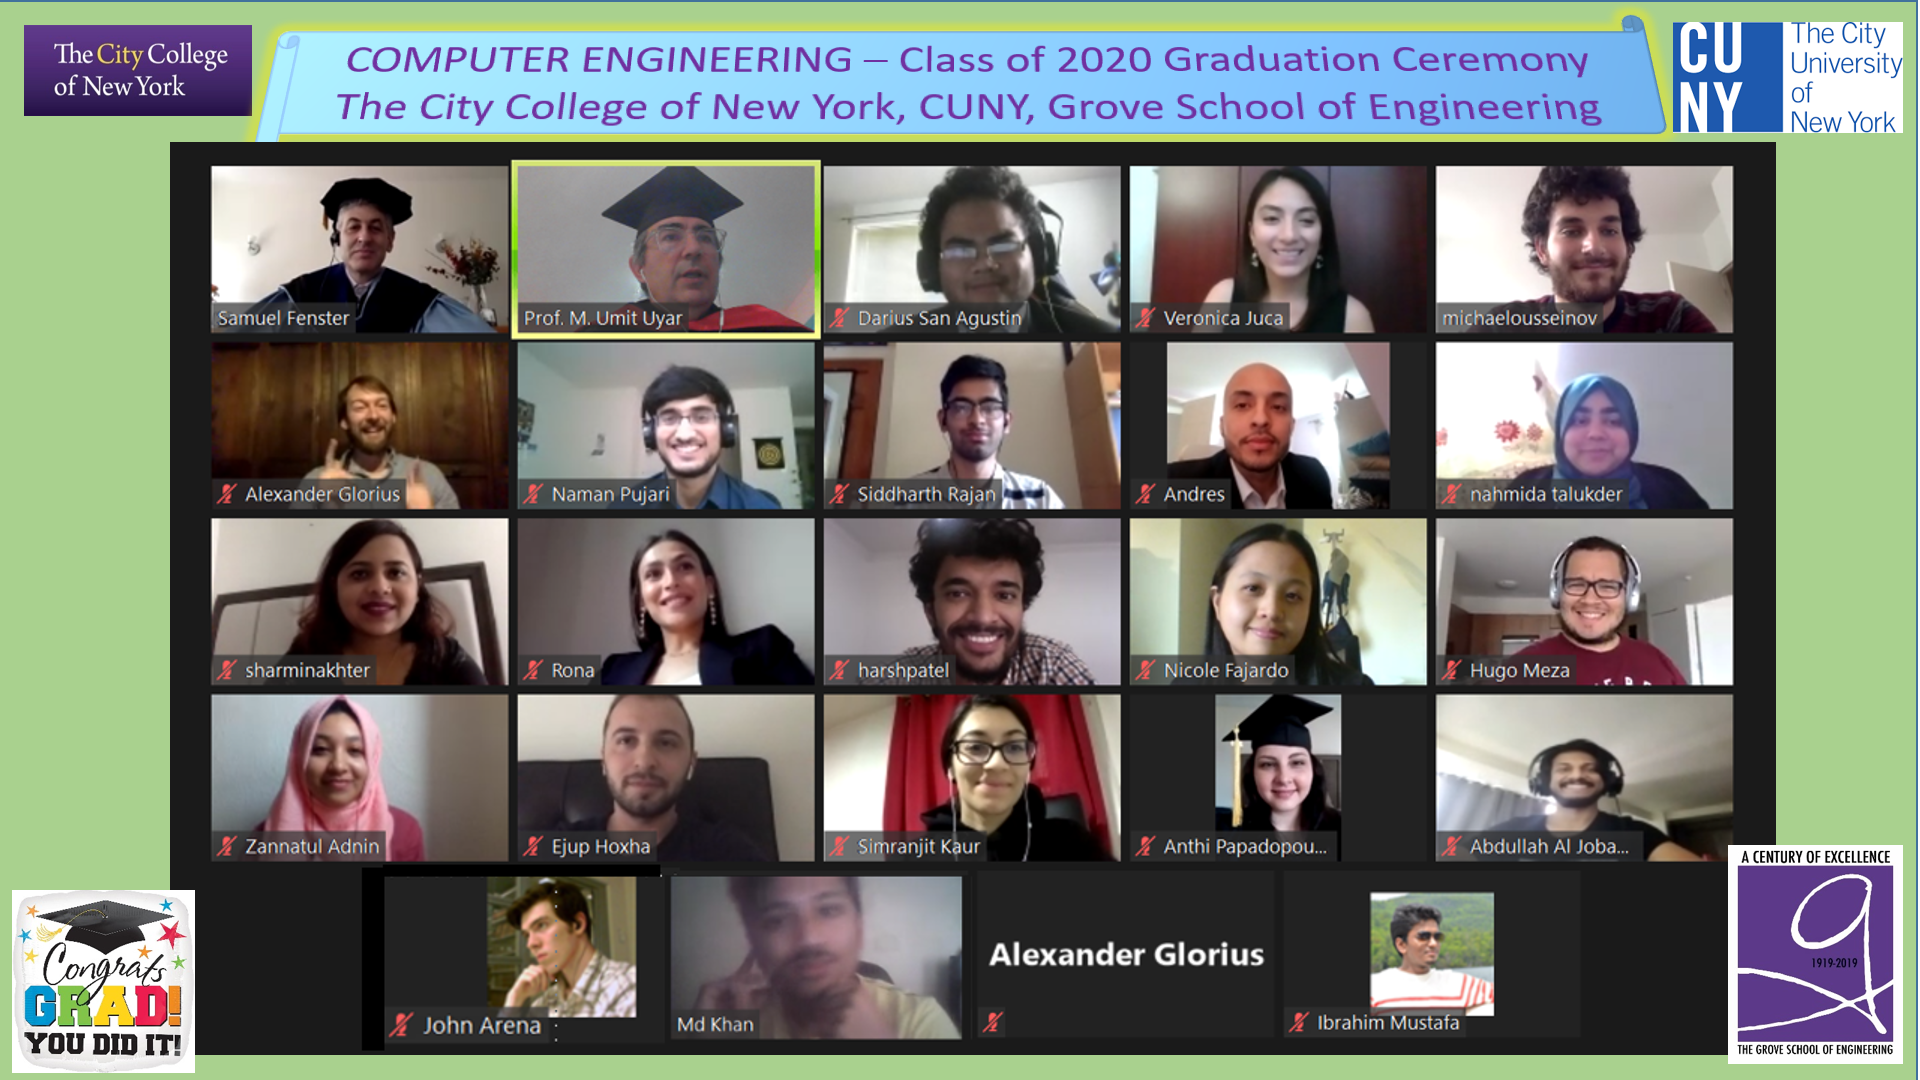 The City College
of New York
COMPUTER ENGINEERING – Class of 2020 Graduation Ceremony
The City College of New York, CUNY, Grove School of Engineering
CU
NY
The City
University
of
New York
Samuel Fenster
Prof. M. Umit Uyar
Darius San Agustin
Veronica Juca
michaelousseinov
Alexander Glorius
Naman Pujari
Siddharth Rajan
Andres
nahmida talukder
sharminakhter
Rona
harshpatel
Nicole Fajardo
Hugo Meza
Zannatul Adnin
Ejup Hoxha
Simranjit Kaur
Anthi Papadopou...
Abdullah Al Joba...
John Arena
Md Khan
Alexander Glorius
Ibrahim Mustafa
Congrats
GRAD!
YOU DID IT!
A CENTURY OF EXCELLENCE
1919-2019
THE GROVE SCHOOL OF ENGINEERING